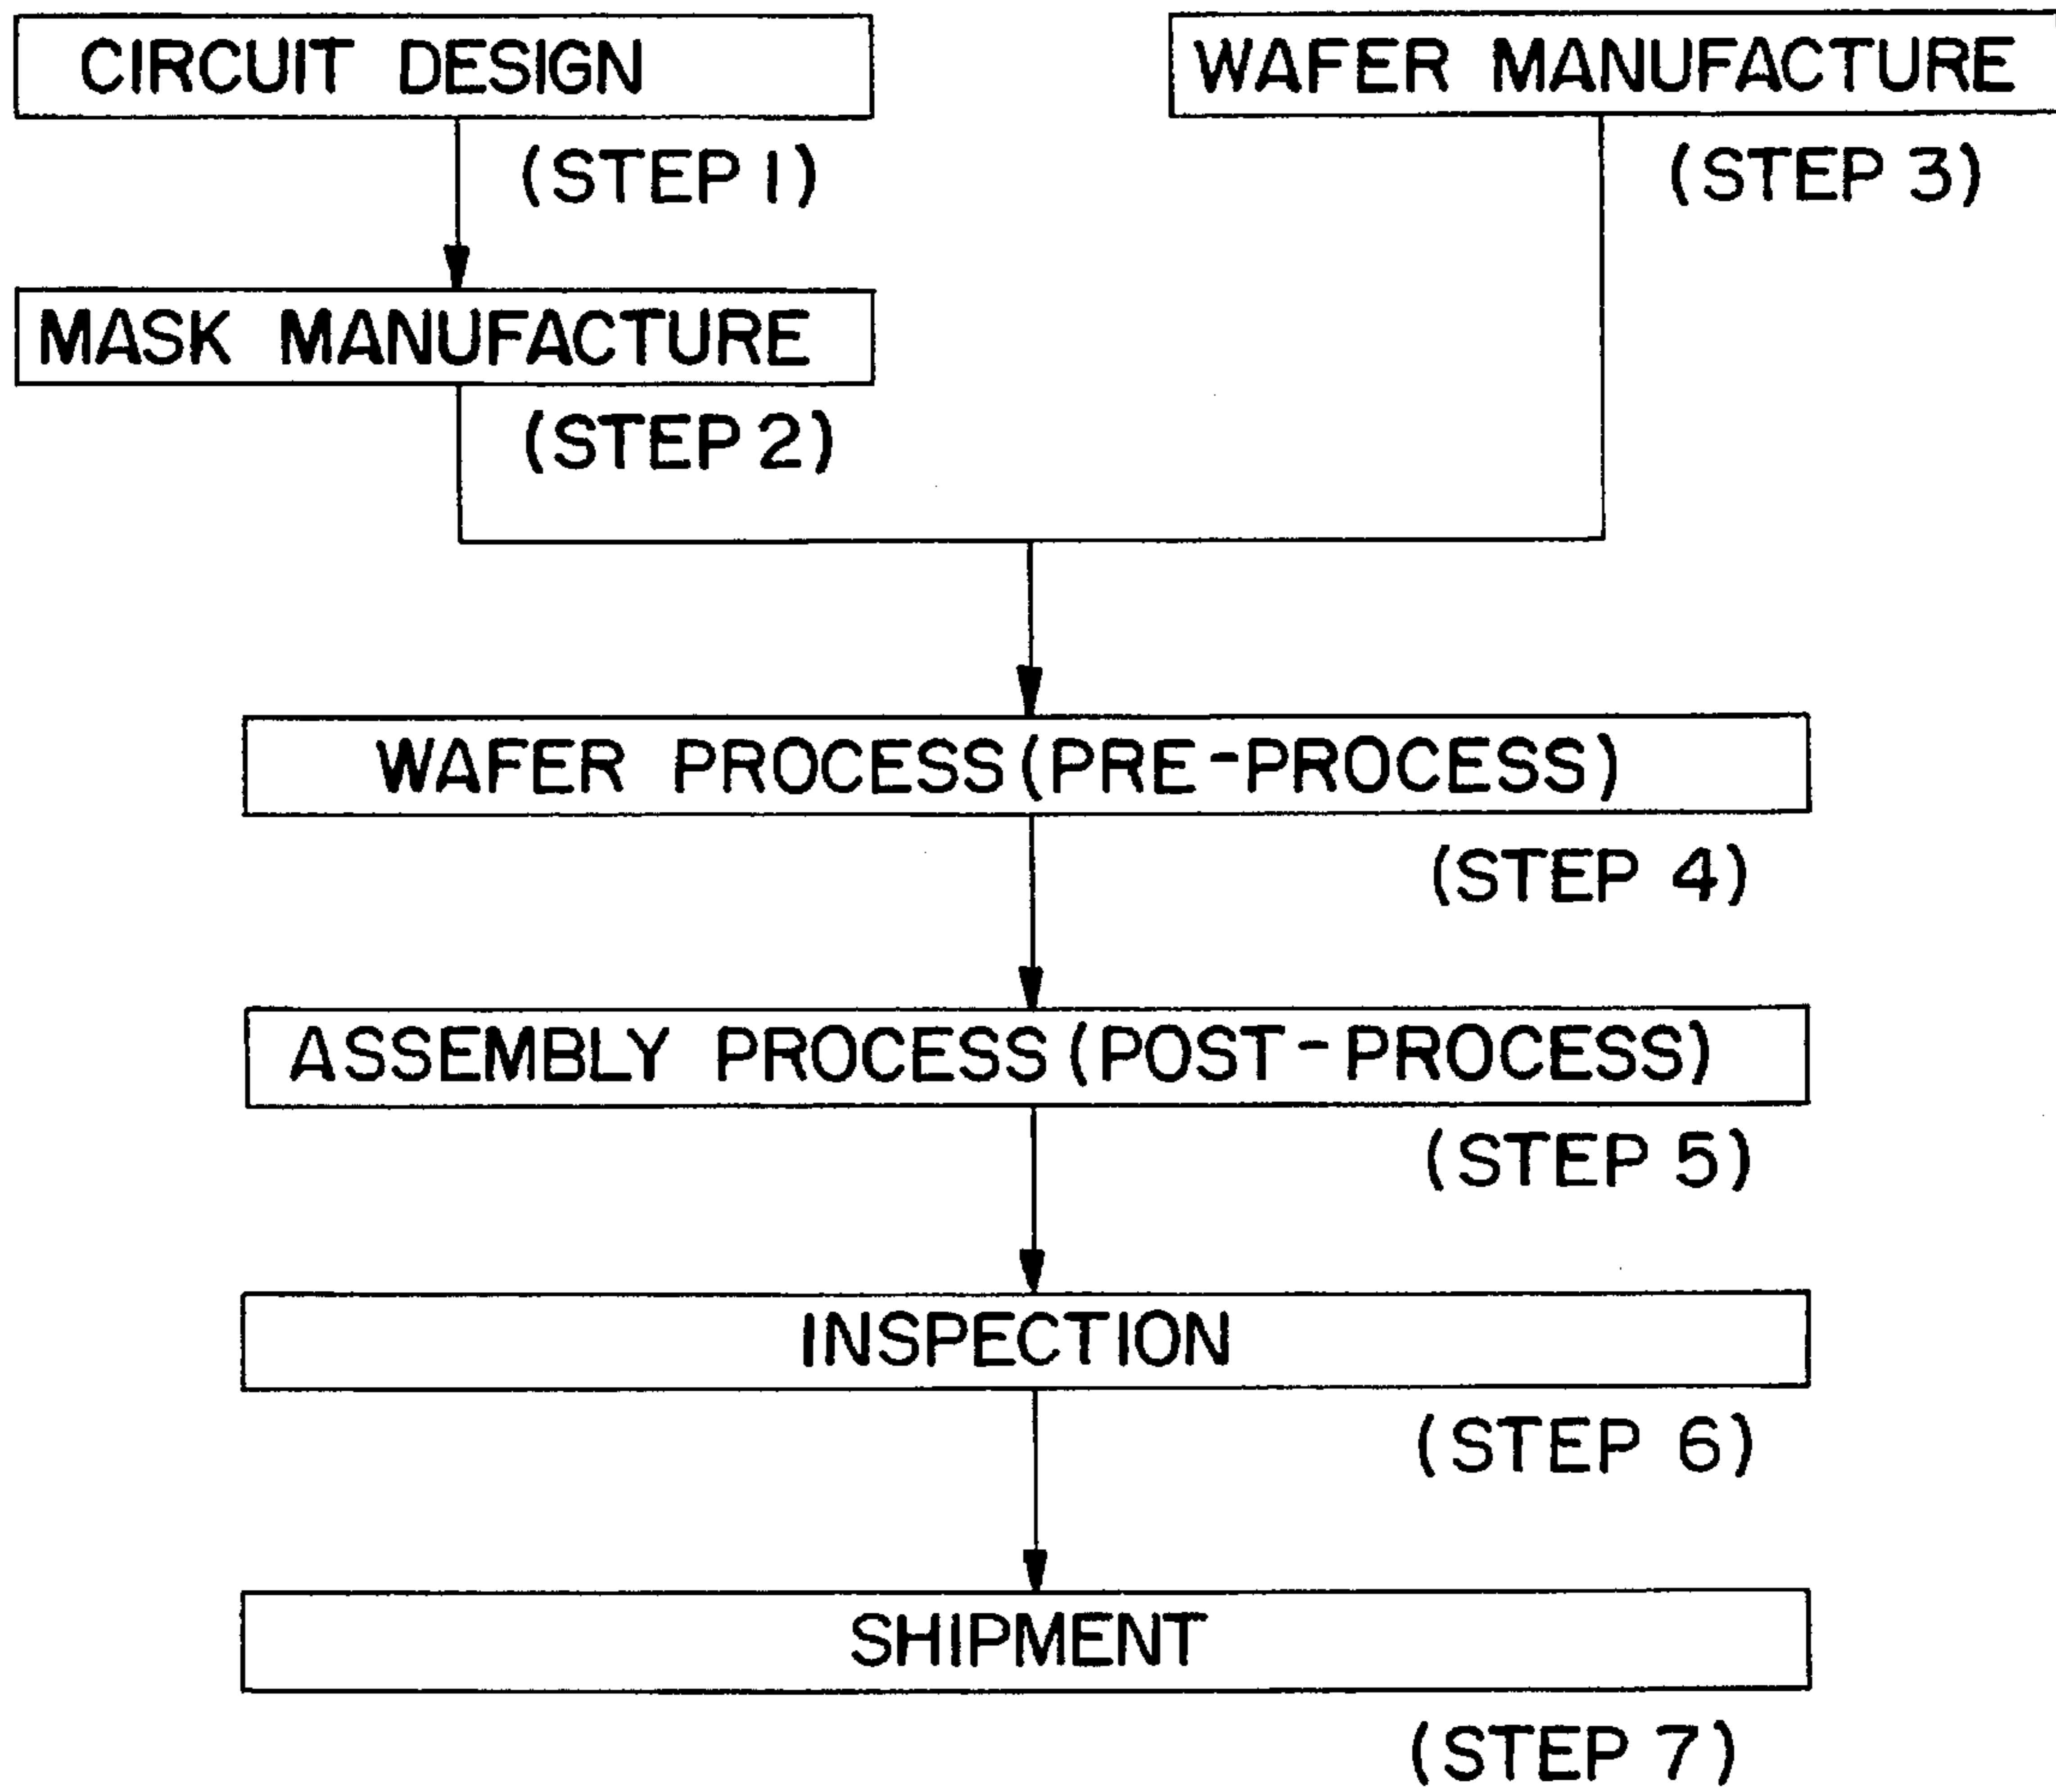 CIRCUIT DESIGN
(STEP 1)
MASK MANUFACTURE
(STEP 2)
WAFER MANUFACTURE
(STEP 3)
WAFER PROCESS (PRE-PROCESS)
(STEP 4)
ASSEMBLY PROCESS (POST-PROCESS)
(STEP 5)
INSPECTION
(STEP 6)
SHIPMENT
(STEP 7)